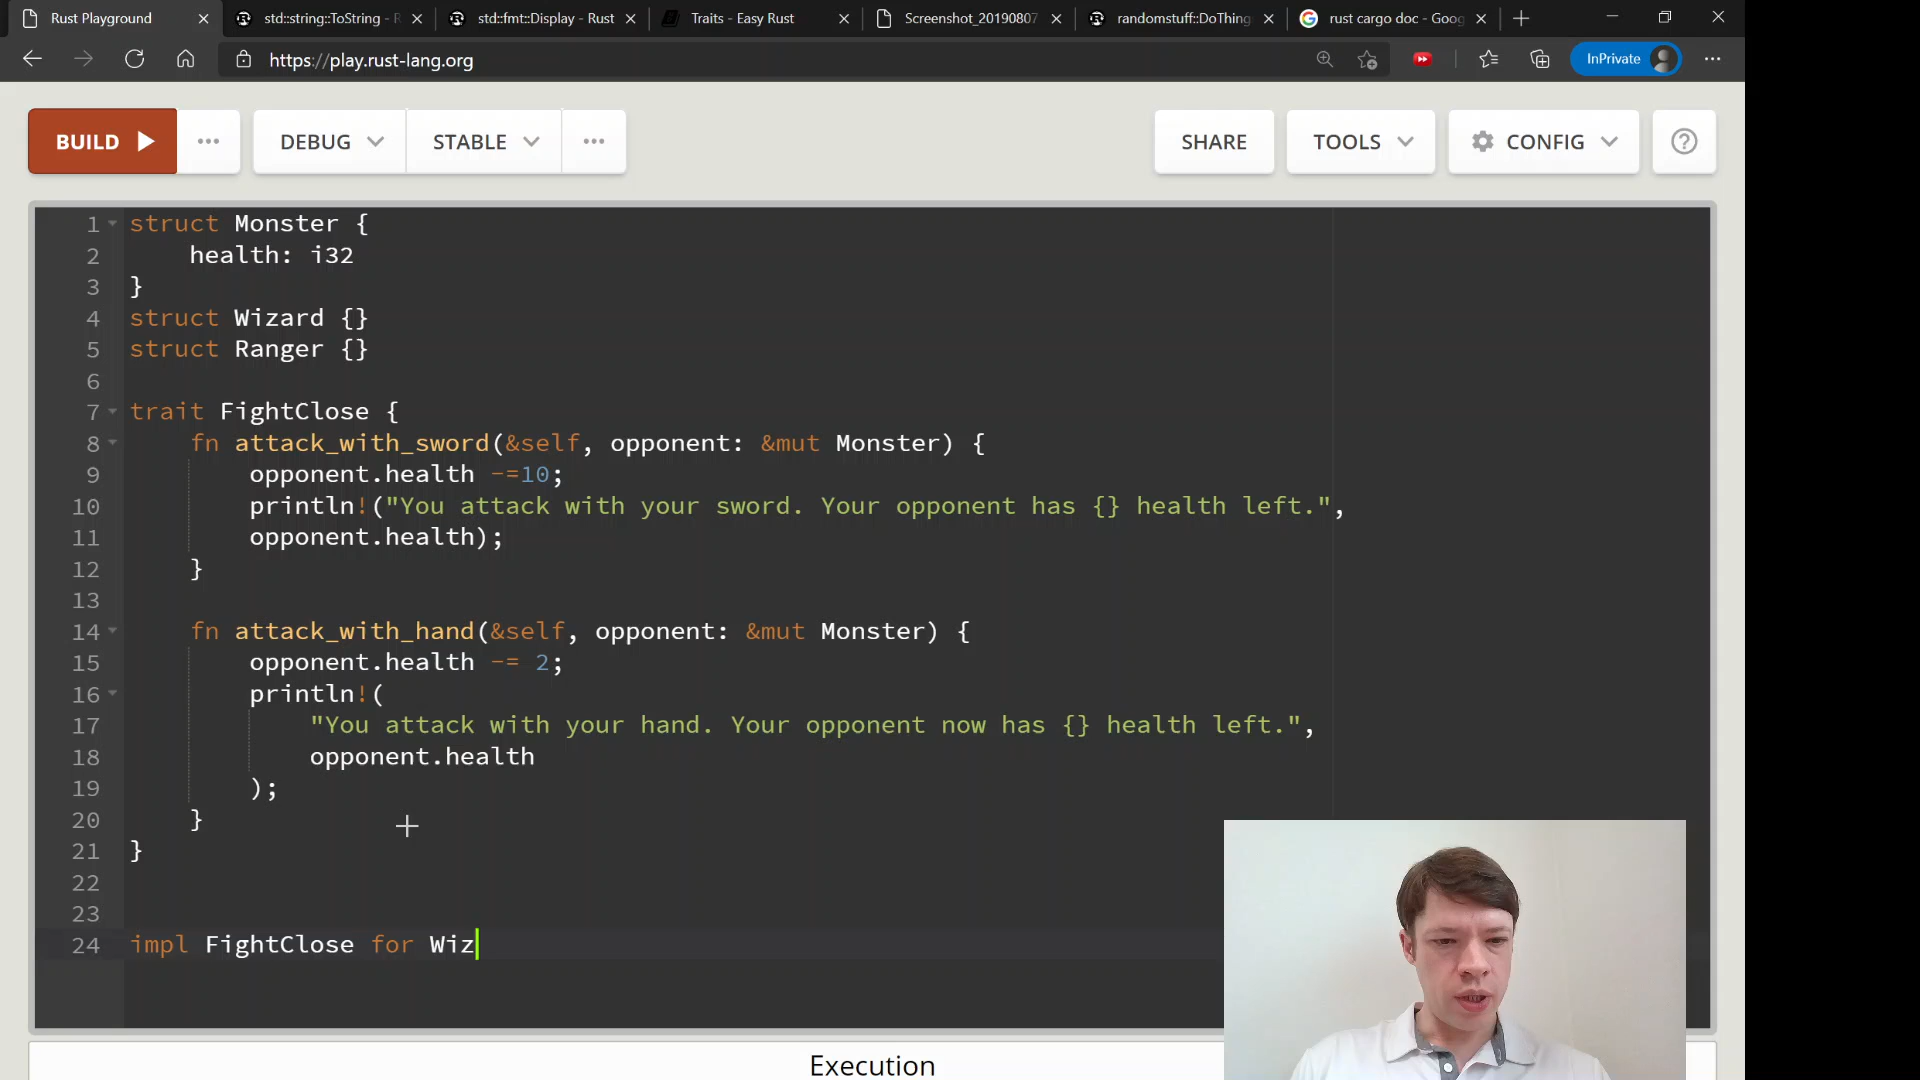 Rust Playground
std::string::ToString - R
std::fmt::Display - Rust
Traits - Easy Rust
Screenshot_20190807
randomstuff::DoThing
rust cargo doc - Goog
https://play.rust-lang.org
InPrivate
BUILD
DEBUG
STABLE
SHARE
TOOLS
CONFIG
1 struct Monster {
2     health: i32
3 }
4 struct Wizard {}
5 struct Ranger {}
6
7 trait FightClose {
8     fn attack_with_sword(&self, opponent: &mut Monster) {
9         opponent.health -=10;
10         println!("You attack with your sword. Your opponent has {} health left.",
11         opponent.health);
12     }
13
14     fn attack_with_hand(&self, opponent: &mut Monster) {
15         opponent.health -= 2;
16         println!(
17             "You attack with your hand. Your opponent now has {} health left.",
18             opponent.health
19         );
20     }
21 }
22
23
24 impl FightClose for Wiz
Execution